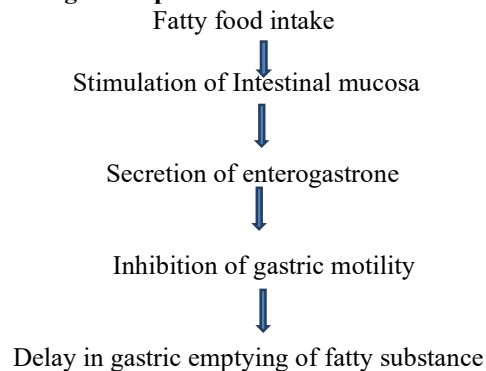 Fatty food intake
Stimulation of Intestinal mucosa
Secretion of enterogastrone
Inhibition of gastric motility
Delay in gastric emptying of fatty substance